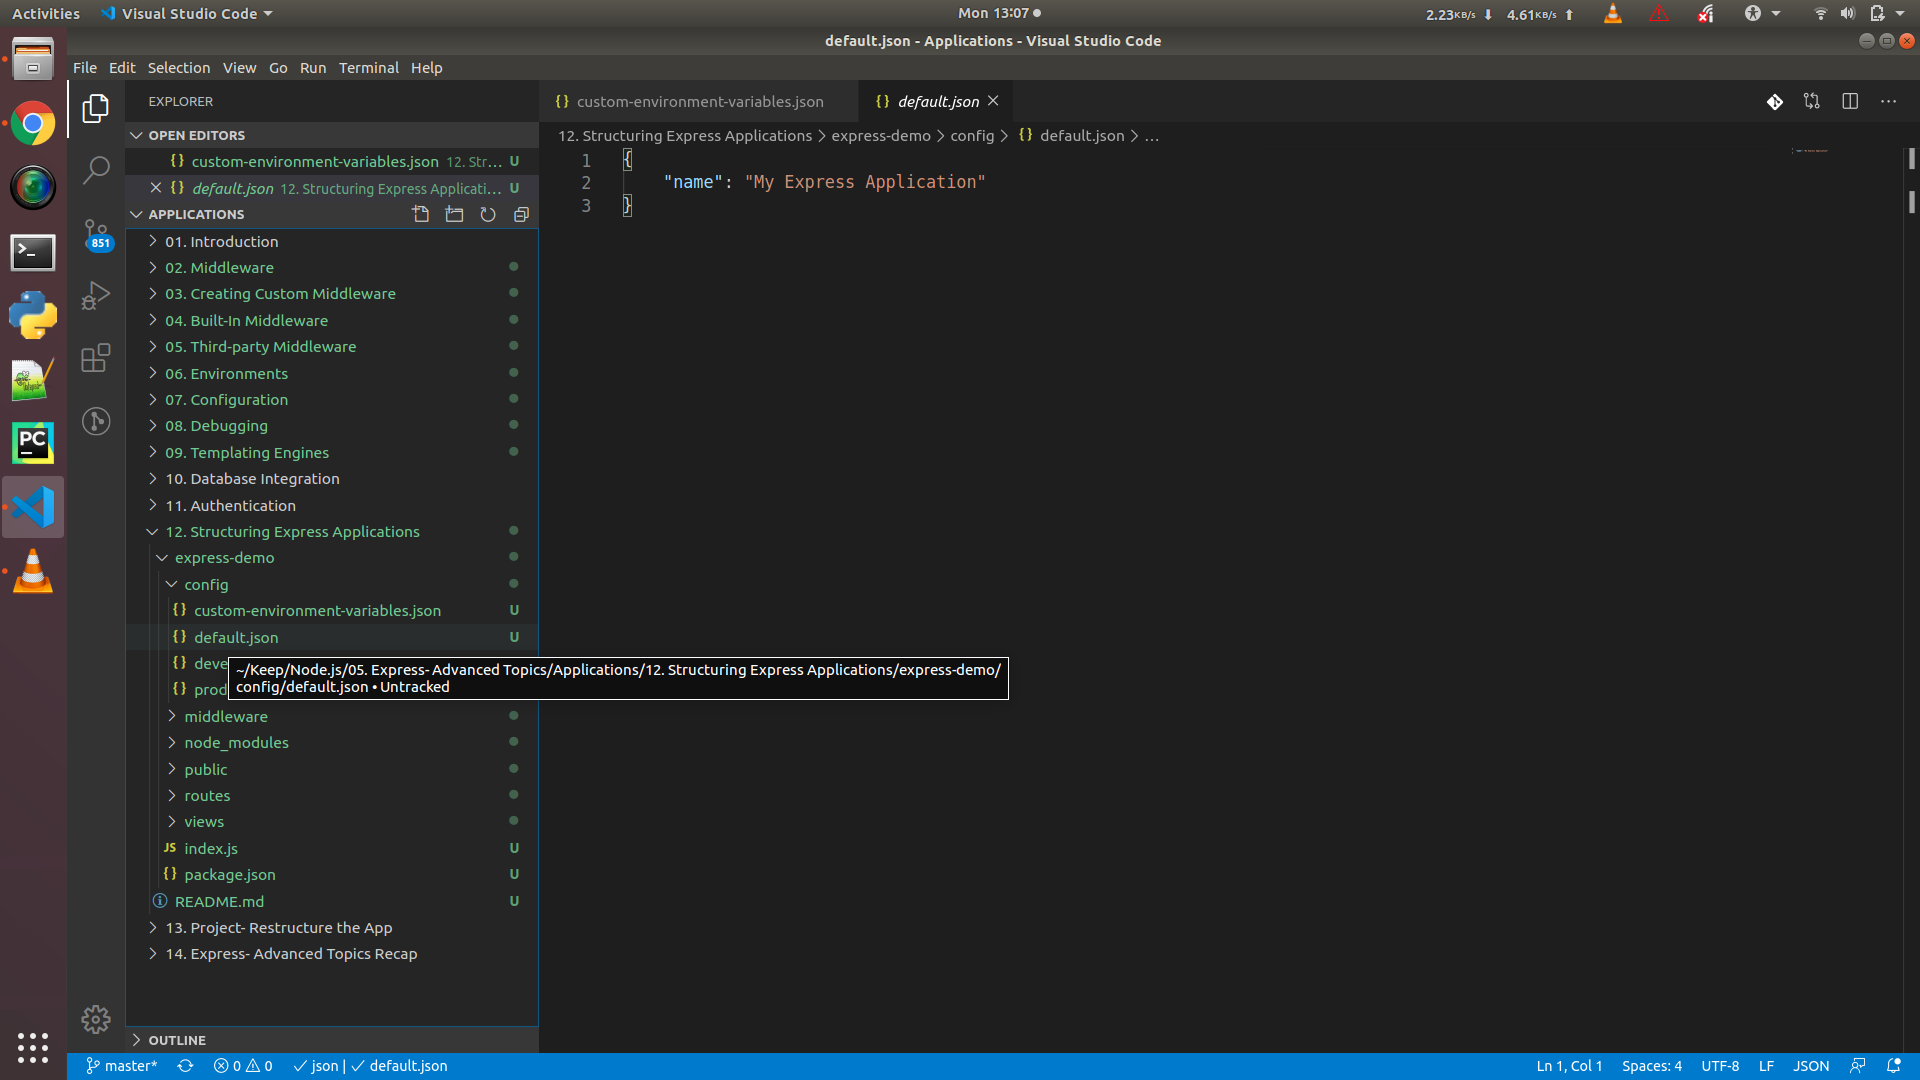 Activities
Visual Studio Code
Mon 13:07
2.23KB/s
4.61KB/s
default.json - Applications - Visual Studio Code
File Edit Selection View Go Run Terminal Help
EXPLORER
custom-environment-variables.json
default.json
OPEN EDITORS
custom-environment-variables.json 12. Str... U
default.json 12. Structuring Express Applicati... U
APPLICATIONS
851
01. Introduction
02. Middleware
03. Creating Custom Middleware
04. Built-In Middleware
05. Third-party Middleware
06. Environments
07. Configuration
08. Debugging
09. Templating Engines
10. Database Integration
11. Authentication
12. Structuring Express Applications
express-demo
config
{} custom-environment-variables.json U
{} default.json U
{} deve
{} prod
~/Keep/Node.js/05. Express- Advanced Topics/Applications/12. Structuring Express Applications/express-demo/
config/default.json • Untracked
middleware
node_modules
public
routes
views
JS index.js U
{} package.json U
README.md U
13. Project- Restructure the App
14. Express- Advanced Topics Recap
OUTLINE
12. Structuring Express Applications > express-demo > config > {} default.json > ...
1 {
2 "name": "My Express Application"
3 }
PC
master*
0 0
json | default.json
Ln 1, Col 1
Spaces: 4
UTF-8
LF
JSON